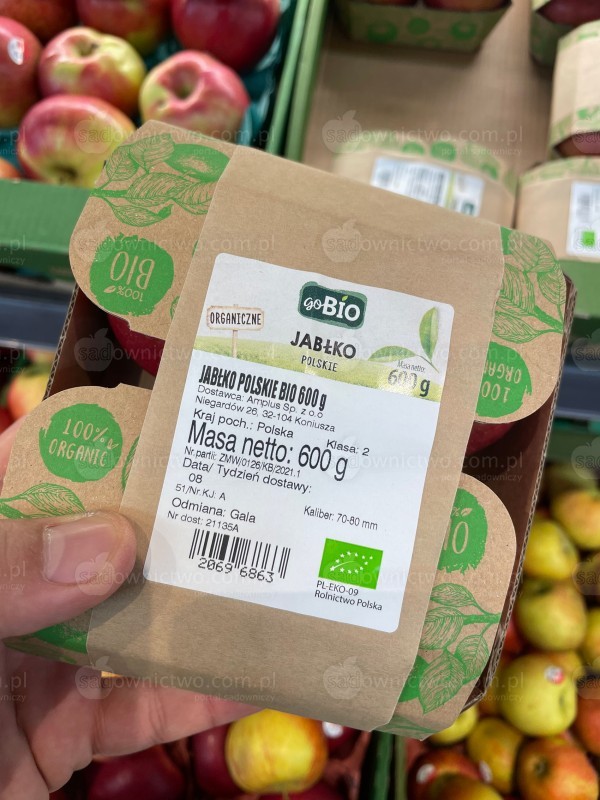 sadownictwo.com.pl
100% BIO
goBIO
ORGANICZNE
JABŁKO
POLSKIE
Masa netto:
600 g
JABŁKO POLSKIE BIO 600 g
Dostawca: Amplus Sp. z o.o
Niegardów 26, 32-104 Koniusza
Kraj poch.: Polska
Klasa: 2
Masa netto: 600 g
Nr.partii: ZMW/0126/KB/2021.1
Data/ Tydzień dostawy:
08
51/Nr.KJ: A
Kaliber: 70-80 mm
Odmiana: Gala
Nr dost: 21135A
2069 6863
PL-EKO-09
Rolnictwo Polska
100%
ORGANIC
100%
ORGAN